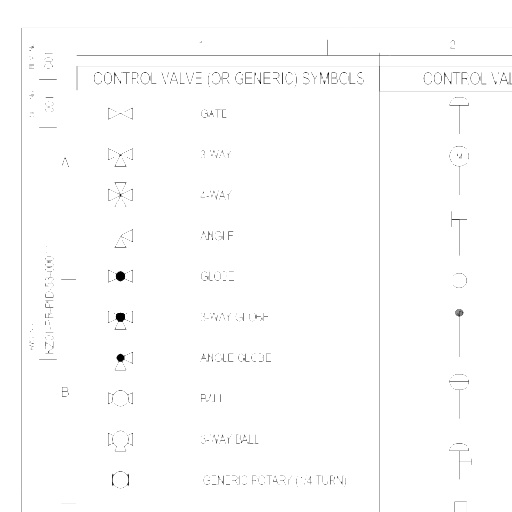 1
2
CONTROL VALVE (OR GENERIC) SYMBOLS
CONTROL VAL
GATE
3-WAY
A
4-WAY
ANGLE
GLOBE
3-WAY GLOBE
ANGLE GLOBE
B
BALL
3-WAY BALL
GENERIC ROTARY (1/4 TURN)
001